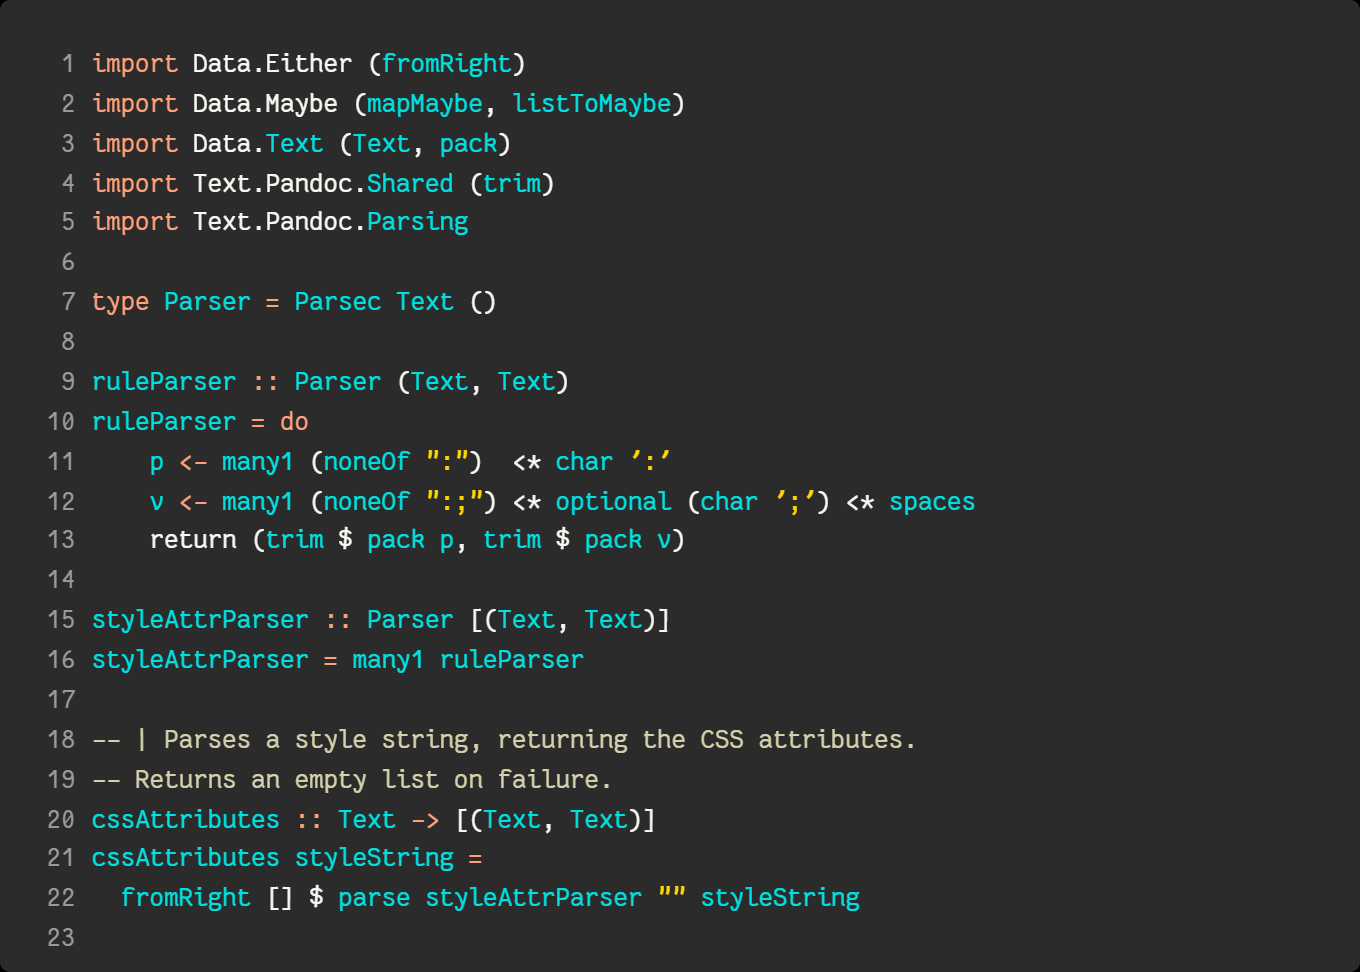 1 import Data.Either (fromRight)
2 import Data.Maybe (mapMaybe, listToMaybe)
3 import Data.Text (Text, pack)
4 import Text.Pandoc.Shared (trim)
5 import Text.Pandoc.Parsing
6
7 type Parser = Parsec Text ()
8
9 ruleParser :: Parser (Text, Text)
10 ruleParser = do
11     p <- many1 (noneOf ":")  <* char ':'
12     v <- many1 (noneOf ":;") <* optional (char ';') <* spaces
13     return (trim $ pack p, trim $ pack v)
14
15 styleAttrParser :: Parser [(Text, Text)]
16 styleAttrParser = many1 ruleParser
17
18 -- | Parses a style string, returning the CSS attributes.
19 -- Returns an empty list on failure.
20 cssAttributes :: Text -> [(Text, Text)]
21 cssAttributes styleString =
22   fromRight [] $ parse styleAttrParser "" styleString
23